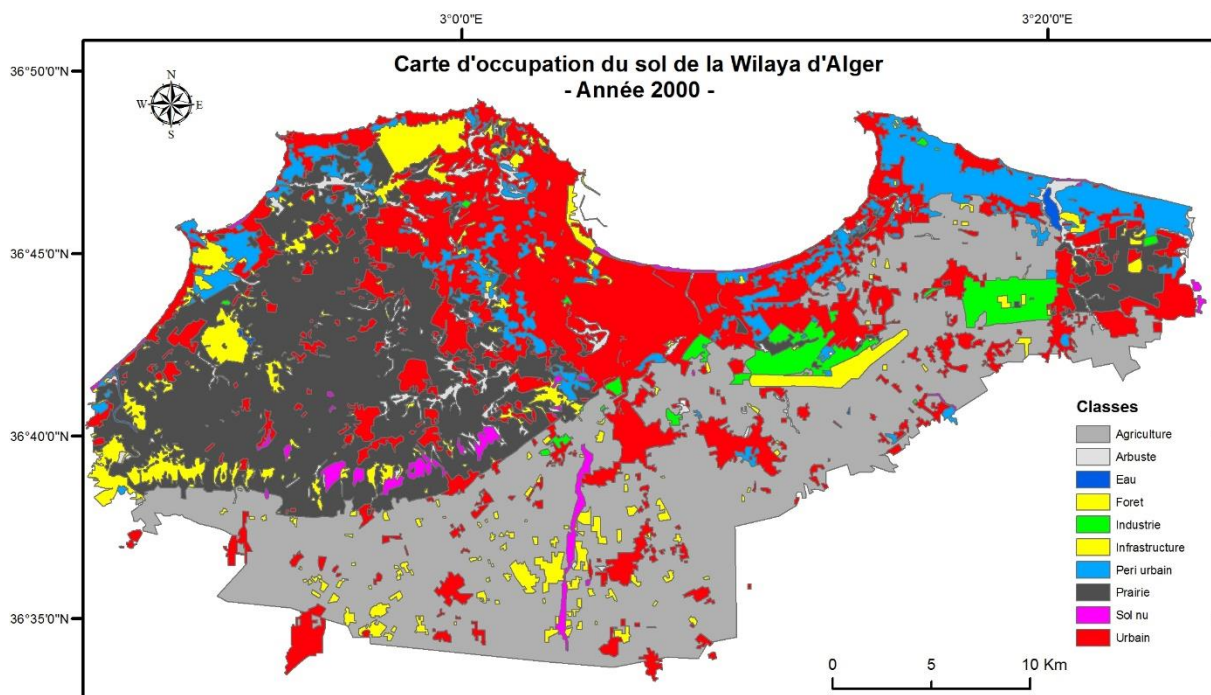 3°0'0"E
3°20'0"E
36°50'0"N
Carte d'occupation du sol de la Wilaya d'Alger
- Année 2000 -
N
W
E
S
36°45'0"N
36°40'0"N
36°35'0"N
Classes
Agriculture
Arbuste
Eau
Foret
Industrie
Infrastructure
Peri urbain
Prairie
Sol nu
Urbain
0 5 10 Km